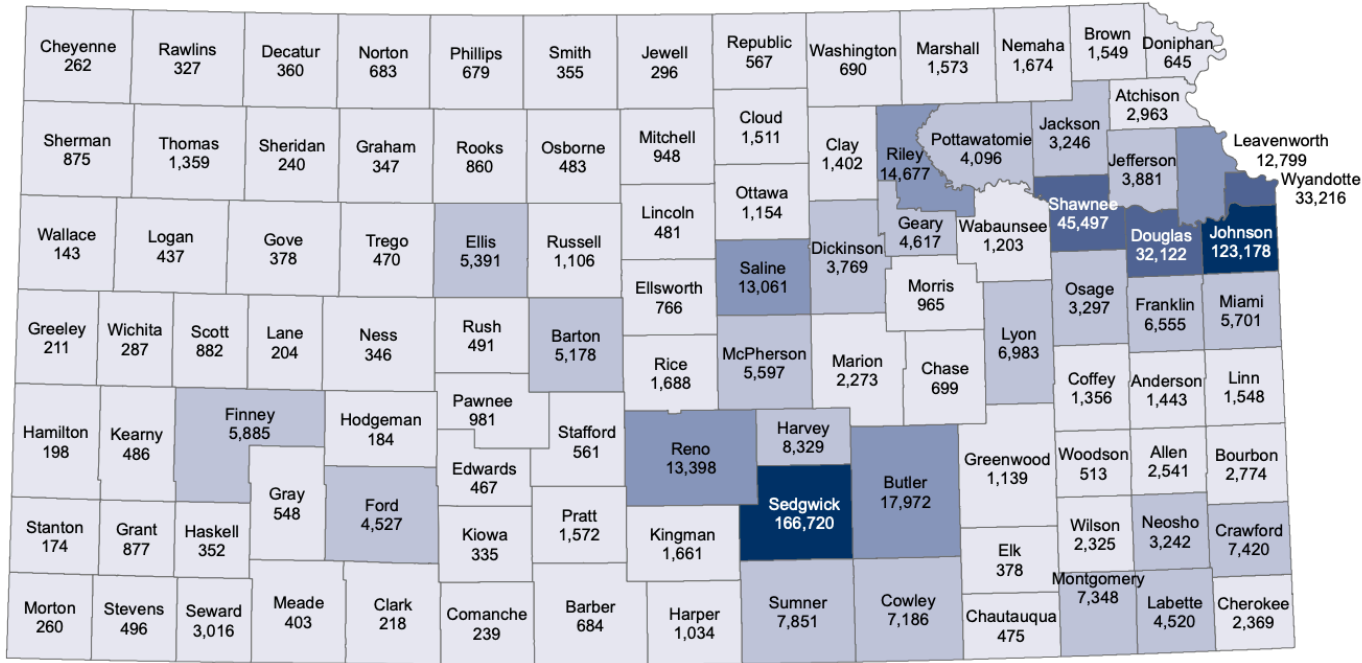 Cheyenne
262
Rawlins
327
Decatur
360
Norton
683
Phillips
679
Smith
355
Jewell
296
Republic
567
Washington
690
Marshall
1,573
Nemaha
1,674
Brown
1,549
Doniphan
645
Atchison
2,963
Sherman
875
Thomas
1,359
Sheridan
240
Graham
347
Rooks
860
Osborne
483
Mitchell
948
Cloud
1,511
Clay
1,402
Riley
14,677
Pottawatomie
4,096
Jackson
3,246
Jefferson
3,881
Leavenworth
12,799
Wyandotte
33,216
Ottawa
1,154
Lincoln
481
Wallace
143
Logan
437
Gove
378
Trego
470
Ellis
5,391
Russell
1,106
Ellsworth
766
Saline
13,061
Dickinson
3,769
Geary
4,617
Wabaunsee
1,203
Shawnee
45,497
Douglas
32,122
Johnson
123,178
Morris
965
Osage
3,297
Franklin
6,555
Miami
5,701
Greeley
211
Wichita
287
Scott
882
Lane
204
Ness
346
Rush
491
Barton
5,178
Rice
1,688
McPherson
5,597
Marion
2,273
Chase
699
Lyon
6,983
Coffey
1,356
Anderson
1,443
Linn
1,548
Hamilton
198
Kearny
486
Finney
5,885
Hodgeman
184
Pawnee
981
Stafford
561
Edwards
467
Reno
13,398
Harvey
8,329
Sedgwick
166,720
Butler
17,972
Greenwood
1,139
Woodson
513
Allen
2,541
Bourbon
2,774
Gray
548
Ford
4,527
Stanton
174
Grant
877
Haskell
352
Kiowa
335
Pratt
1,572
Kingman
1,661
Elk
378
Wilson
2,325
Neosho
3,242
Crawford
7,420
Morton
260
Stevens
496
Seward
3,016
Meade
403
Clark
218
Comanche
239
Barber
684
Harper
1,034
Sumner
7,851
Cowley
7,186
Chautauqua
475
Montgomery
7,348
Labette
4,520
Cherokee
2,369